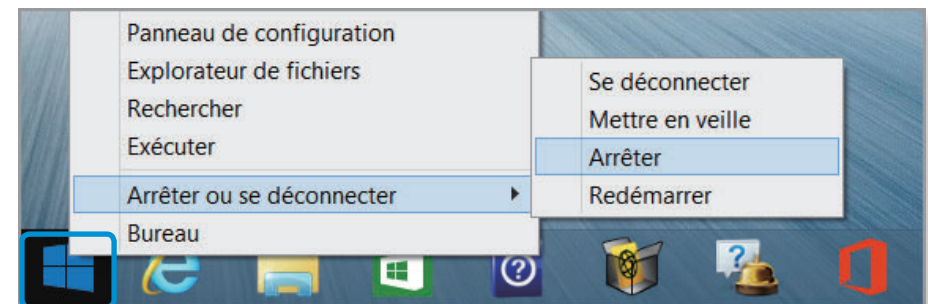 Panneau de configuration
Explorateur de fichiers
Rechercher
Exécuter
Arrêter ou se déconnecter
Bureau
Se déconnecter
Mettre en veille
Arrêter
Redémarrer